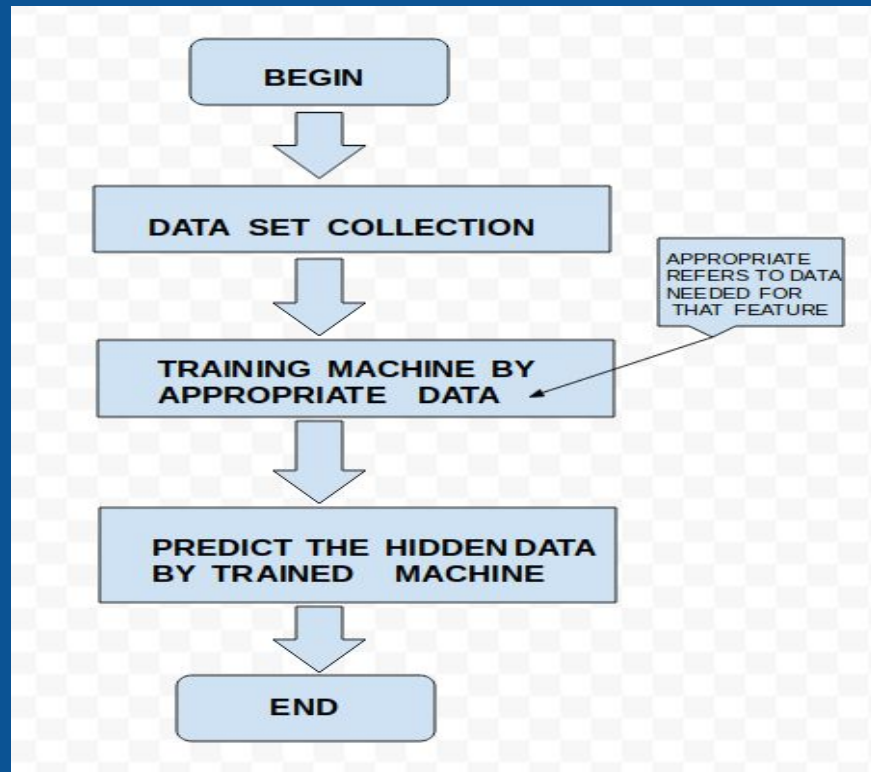 BEGIN
DATA SET COLLECTION
APPROPRIATE
REFERS TO DATA
NEEDED FOR
THAT FEATURE
TRAINING MACHINE BY
APPROPRIATE DATA
PREDICT THE HIDDEN DATA
BY TRAINED MACHINE
END